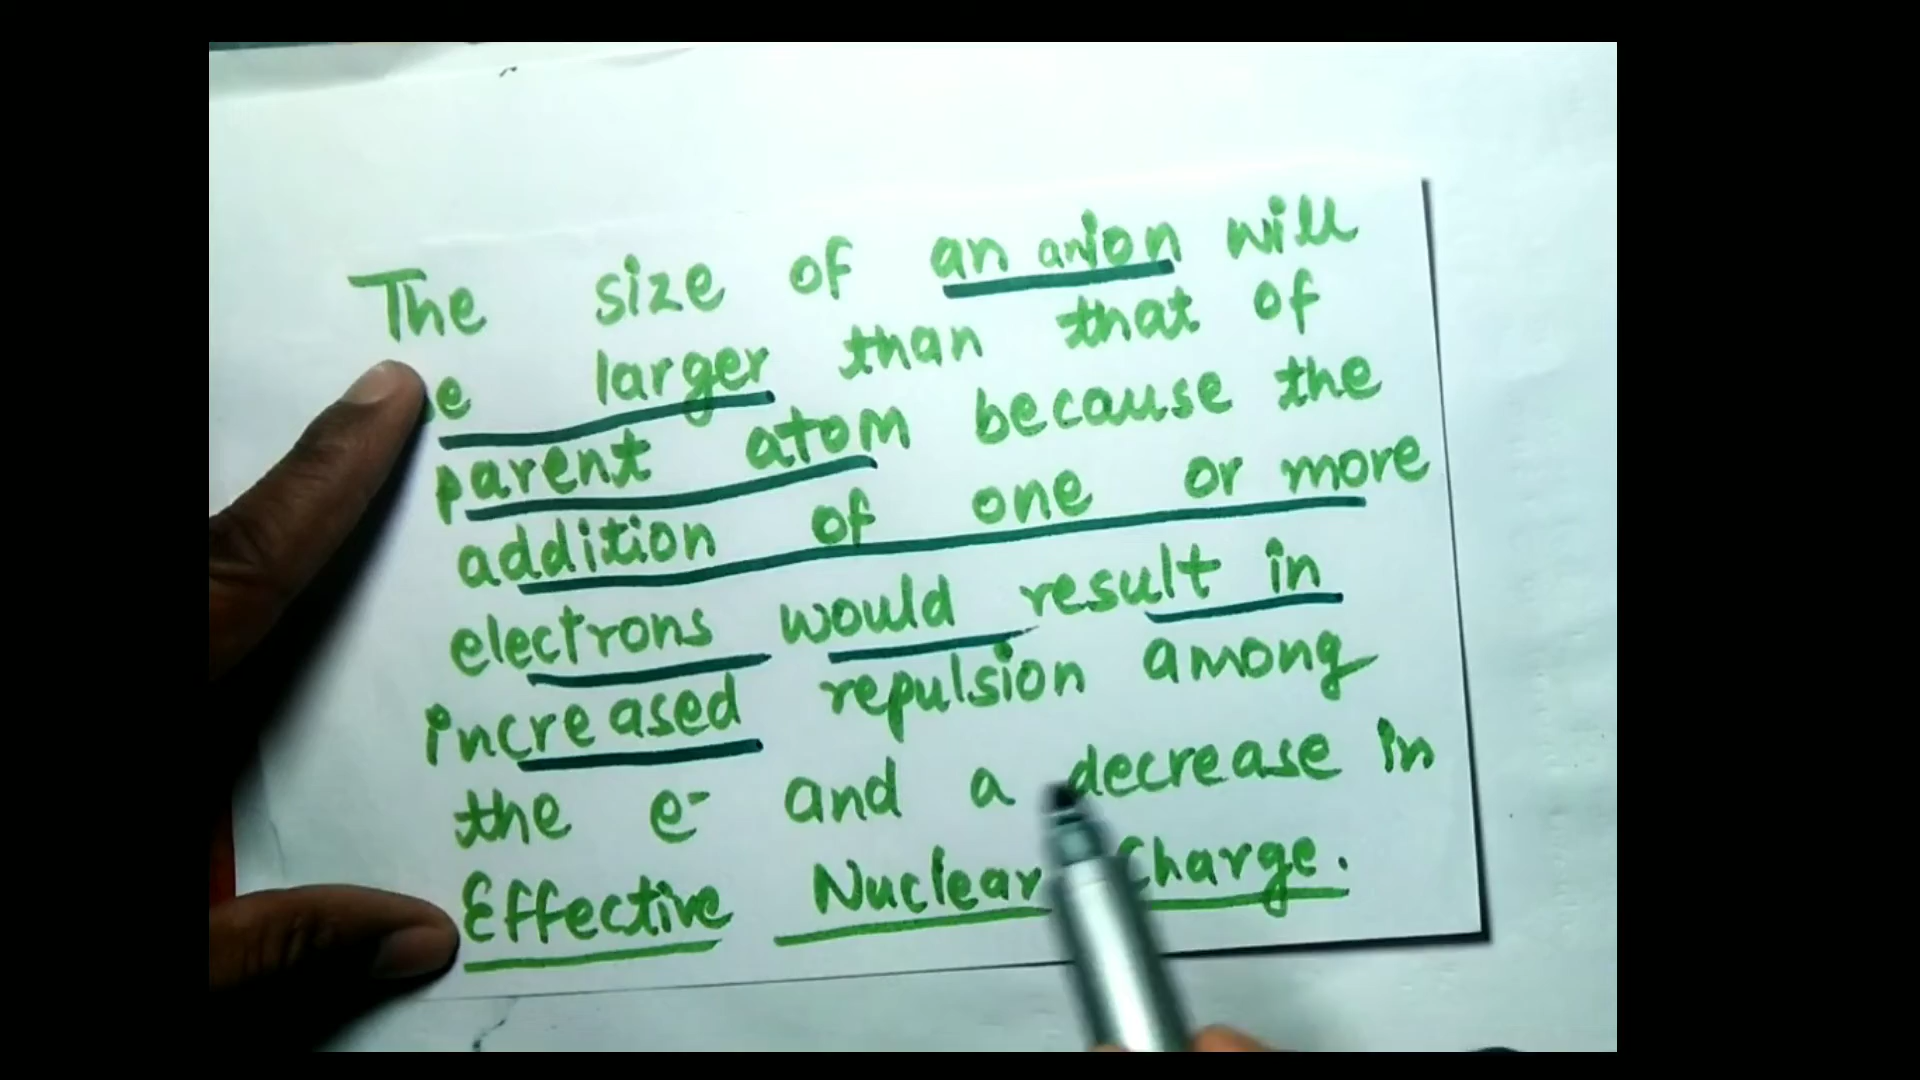 The size of an anion will
e larger than that of
parent atom because the
addition of one or more
electrons would result in
increased repulsion among
the e- and a decrease in
Effective Nuclear Charge.